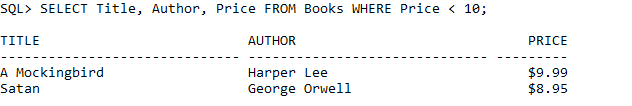 SQL> SELECT Title, Author, Price FROM Books WHERE Price < 10;
TITLE                          AUTHOR                              PRICE
------------------------------ ------------------------------ ---------
A Mockingbird                  Harper Lee                          $9.99
Satan                          George Orwell                       $8.95